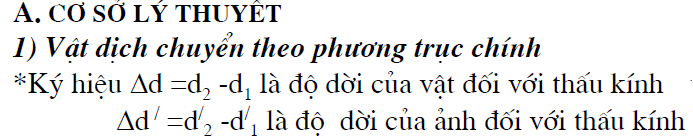 A. CƠ SỞ LÝ THUYẾT
1) Vật dịch chuyển theo phương trục chính
*Ký hiệu Δd =d₂ -d₁ là độ dời của vật đối với thấu kính
Δd ′ =d′₂ -d′₁ là độ dời của ảnh đối với thấu kính